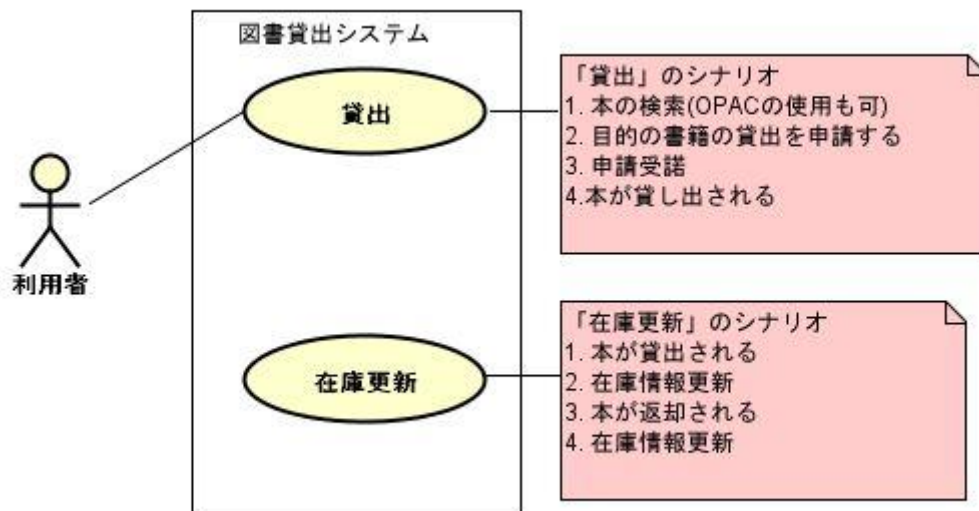 図書貸出システム
貸出
利用者
在庫更新
「貸出」のシナリオ
1. 本の検索(OPACの使用も可)
2. 目的の書籍の貸出を申請する
3. 申請受諾
4.本が貸し出される
「在庫更新」のシナリオ
1. 本が貸出される
2. 在庫情報更新
3. 本が返却される
4. 在庫情報更新